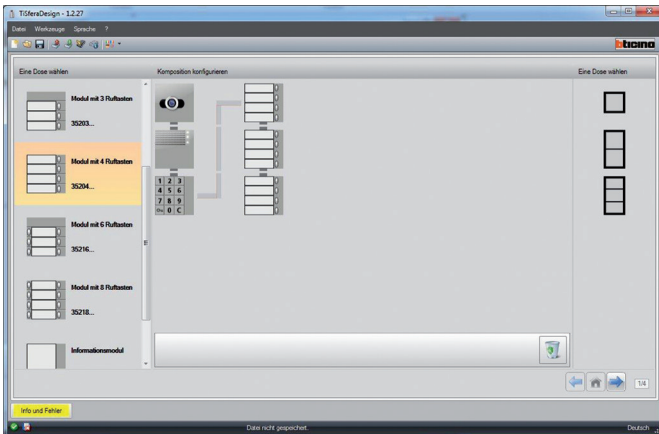 TiSferaDesign - 1.2.27
Datei Werkzeuge Sprache ?
bticino
Eine Dose wählen
Komposition konfigurieren
Eine Dose wählen
Modul mit 3 Ruftasten
35203...
Modul mit 4 Ruftasten
35204...
Modul mit 6 Ruftasten
35216...
Modul mit 8 Ruftasten
35218...
Informationsmodul
1 2 3
4 5 6
7 8 9
0 C
1/4
Info und Fehler
Datei nicht gespeichert.
Deutsch